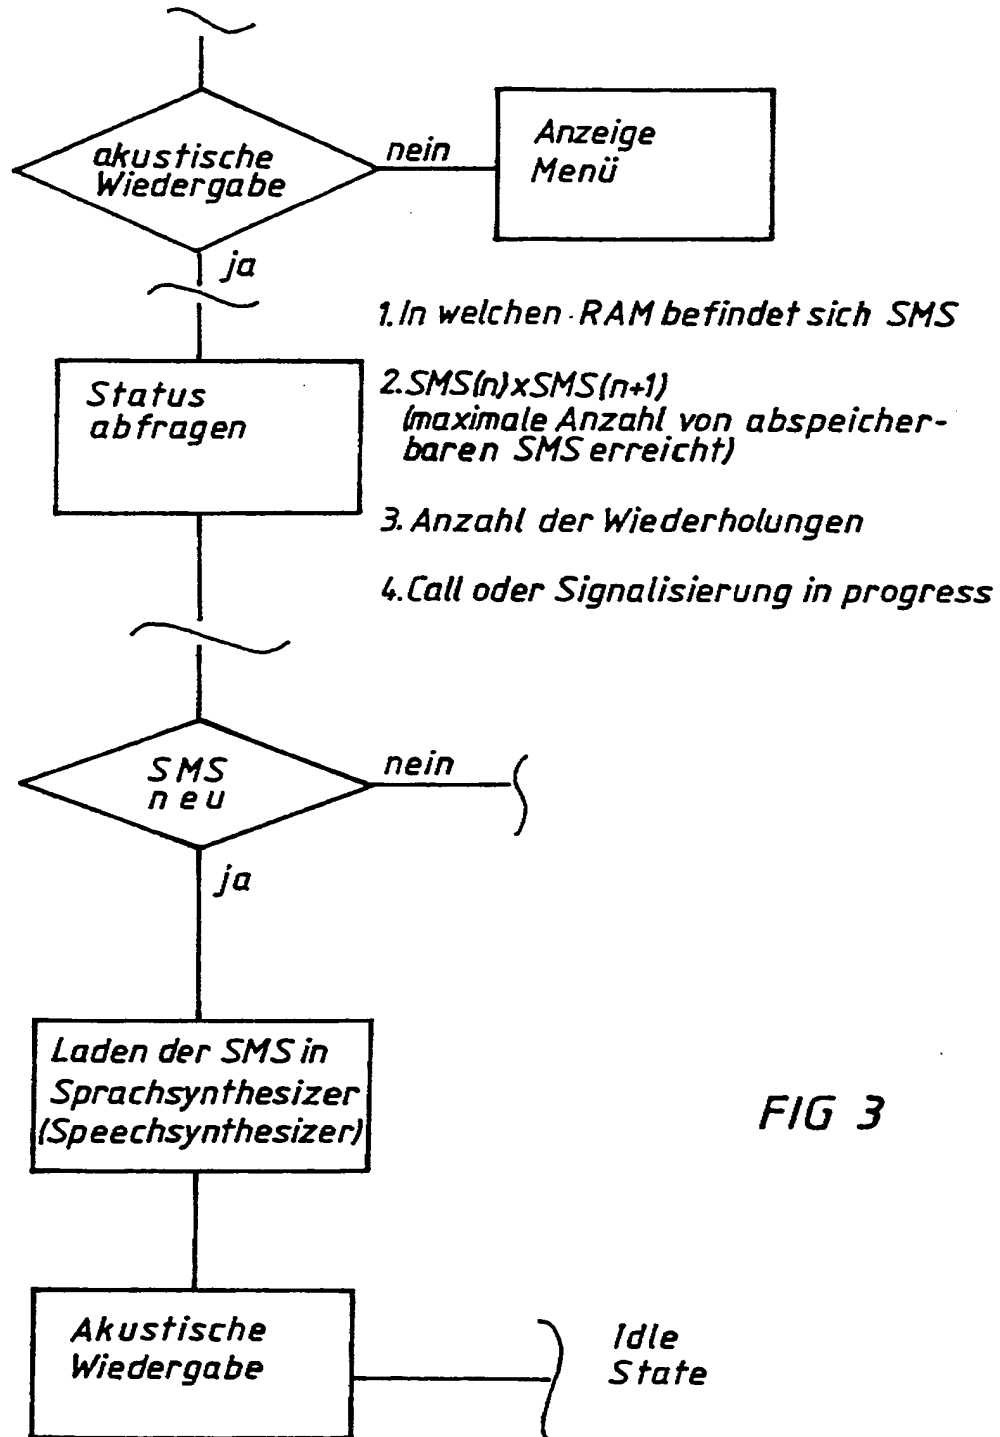 akustische
Wiedergabe
nein
Anzeige
Menü
ja
1. In welchen RAM befindet sich SMS
Status
abfragen
2. SMS(n)xSMS(n+1)
(maximale Anzahl von abspeicher-
baren SMS erreicht)
3. Anzahl der Wiederholungen
4. Call oder Signalisierung in progress
SMS
neu
nein
ja
Laden der SMS in
Sprachsynthesizer
(Speechsynthesizer)
FIG 3
Akustische
Wiedergabe
Idle
State